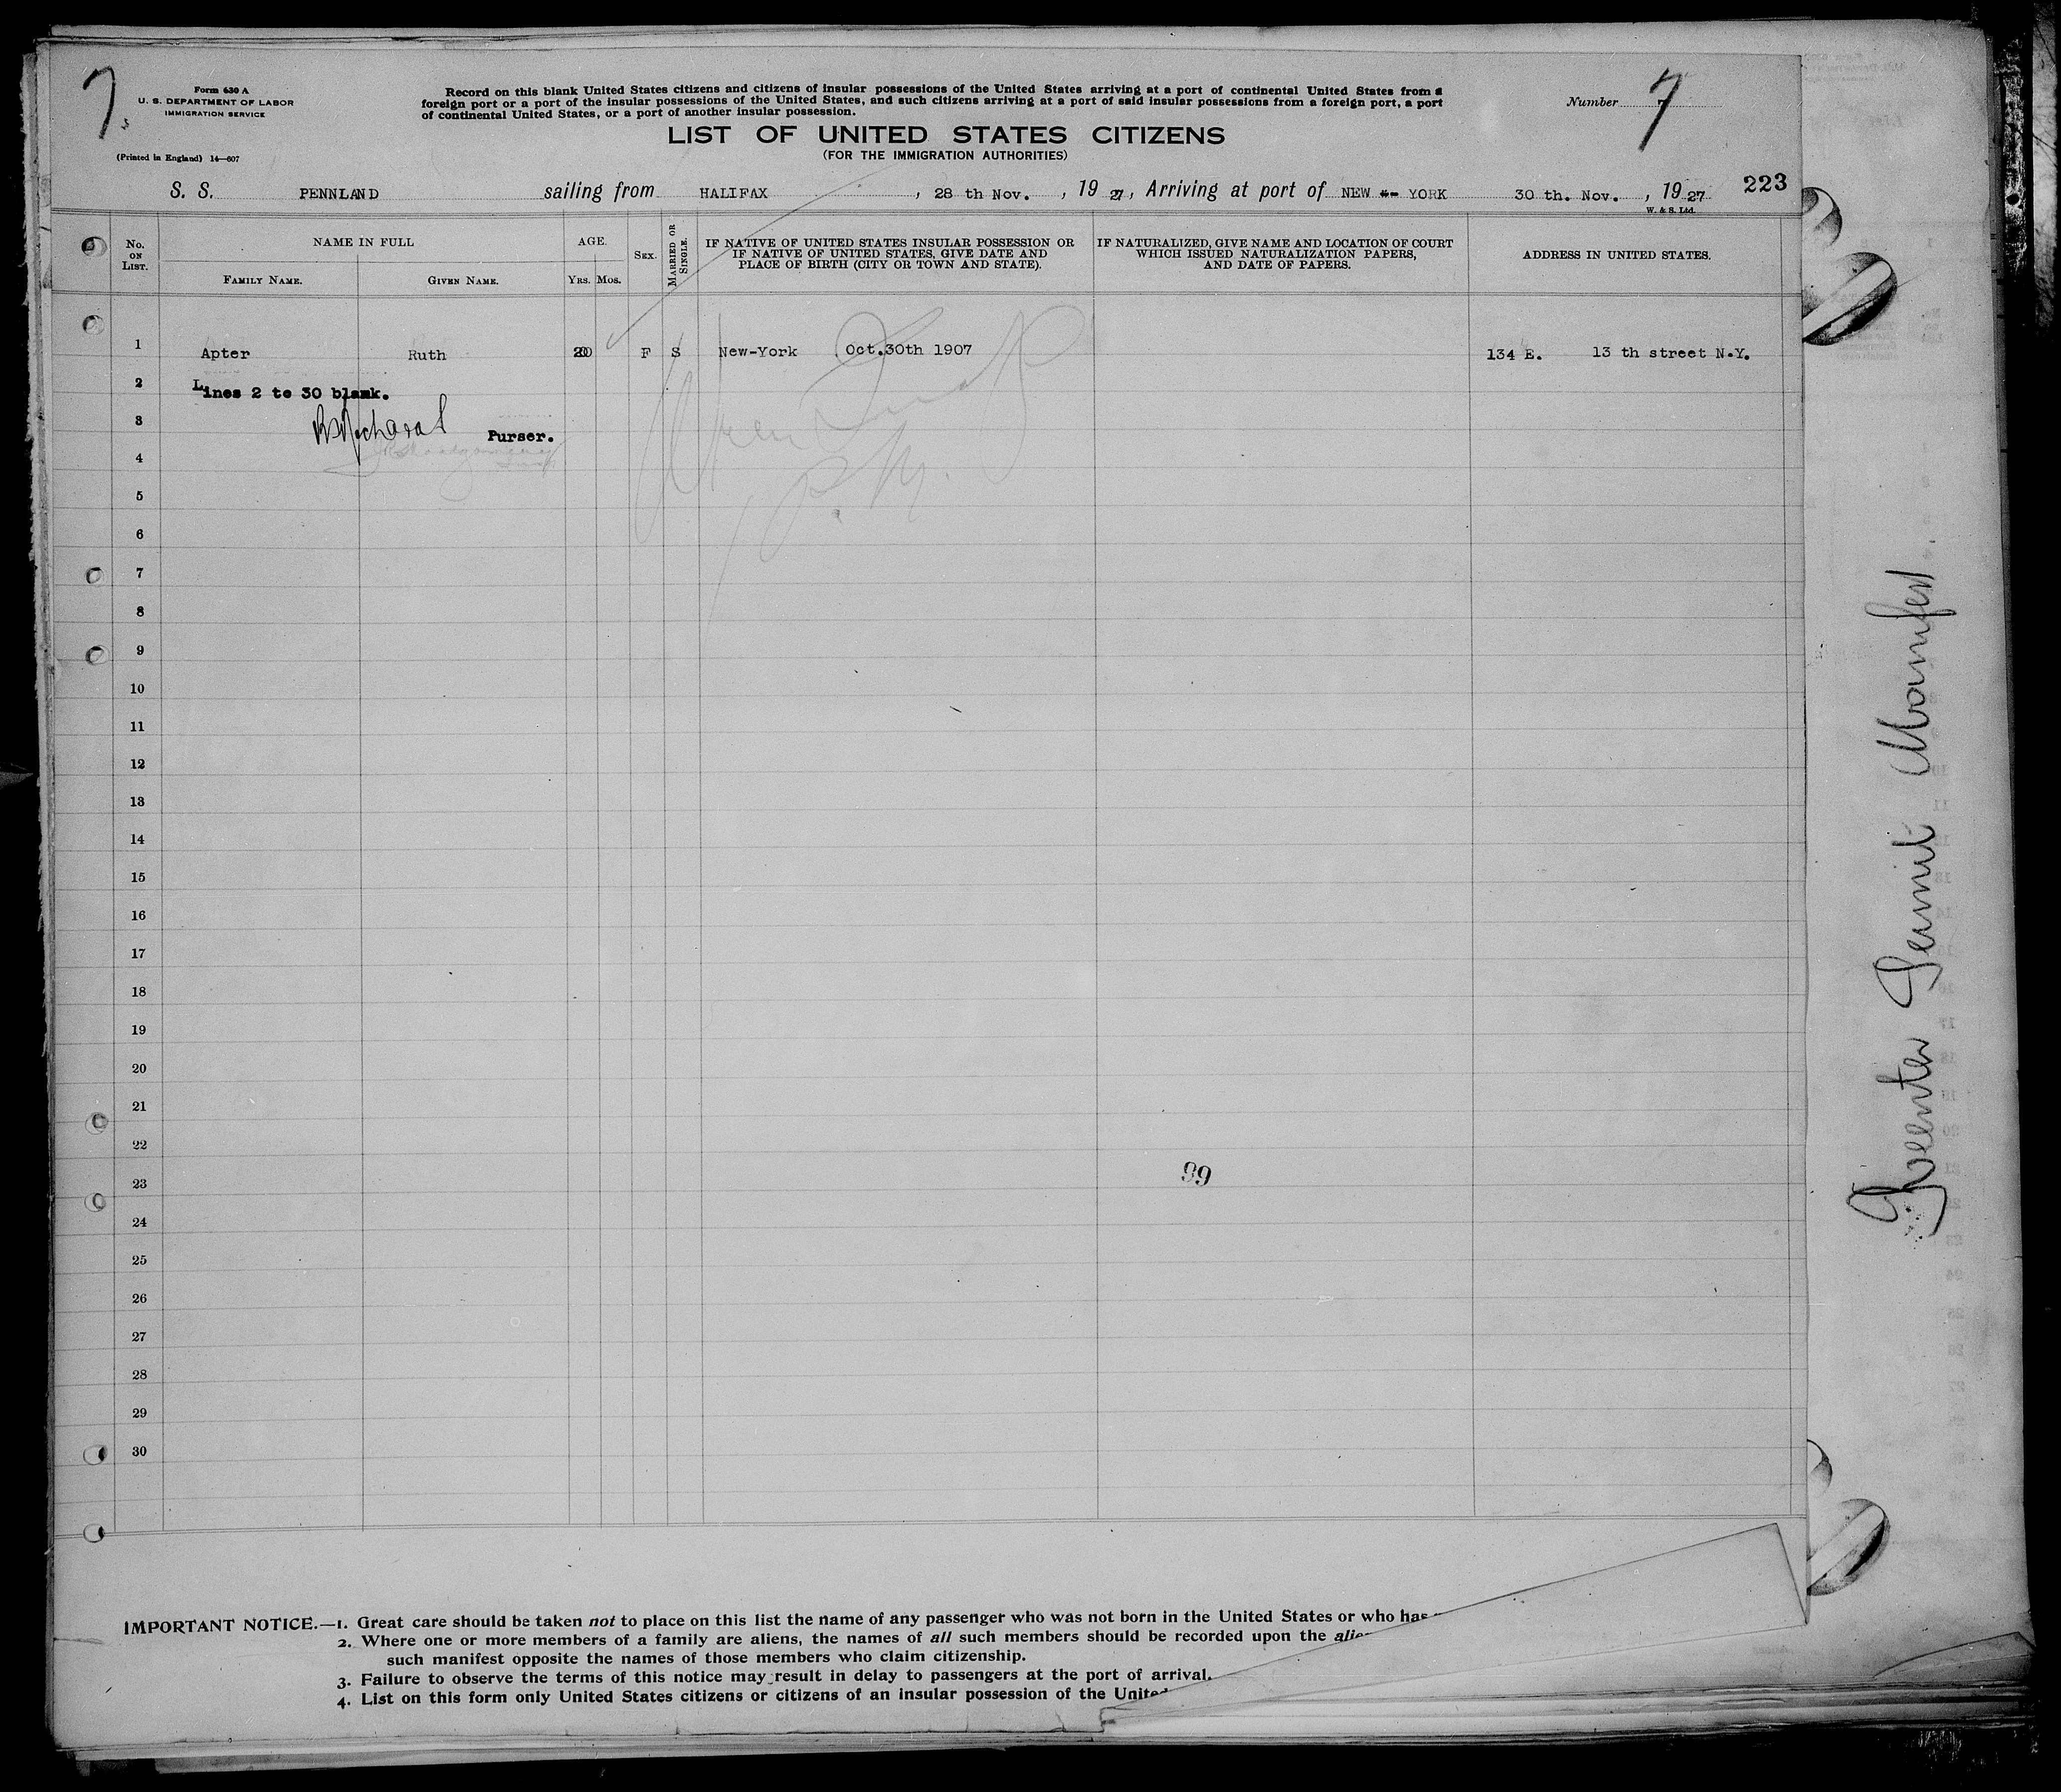 7.
Form 630 A
U. S. DEPARTMENT OF LABOR
IMMIGRATION SERVICE
(Printed in England) 14—607
Record on this blank United States citizens and citizens of insular possessions of the United States arriving at a port of continental United States from a
foreign port or a port of the insular possessions of the United States, and such citizens arriving at a port of said insular possessions from a foreign port, a port
of continental United States, or a port of another insular possession.
Number 7
LIST OF UNITED STATES CITIZENS
(FOR THE IMMIGRATION AUTHORITIES)
S. S. PENNLAND sailing from HALIFAX , 28 th Nov. , 19 27, Arriving at port of NEW -- YORK 30 th. Nov. , 19 27 223
W. & S. Ltd.
No. ON LIST. NAME IN FULL AGE. SEX. MARRIED OR SINGLE. IF NATIVE OF UNITED STATES INSULAR POSSESSION OR IF NATIVE OF UNITED STATES, GIVE DATE AND PLACE OF BIRTH (CITY OR TOWN AND STATE). IF NATURALIZED, GIVE NAME AND LOCATION OF COURT WHICH ISSUED NATURALIZATION PAPERS, AND DATE OF PAPERS. ADDRESS IN UNITED STATES.
FAMILY NAME. GIVEN NAME. YRS. MOS.
1 Apter Ruth 20 F S New-York Oct.30th 1907 134 E. 13 th street N.Y.
2 Lines 2 to 30 blank.
3 Purser.
4
5
6
7
8
9
10
11
12
13
14
15
16
17
18
19
20
21
22
23 99
24
25
26
27
28
29
30
IMPORTANT NOTICE.—1. Great care should be taken not to place on this list the name of any passenger who was not born in the United States or who has
2. Where one or more members of a family are aliens, the names of all such members should be recorded upon the alien
such manifest opposite the names of those members who claim citizenship.
3. Failure to observe the terms of this notice may result in delay to passengers at the port of arrival.
4. List on this form only United States citizens or citizens of an insular possession of the United
Reenter Permit Manifest.